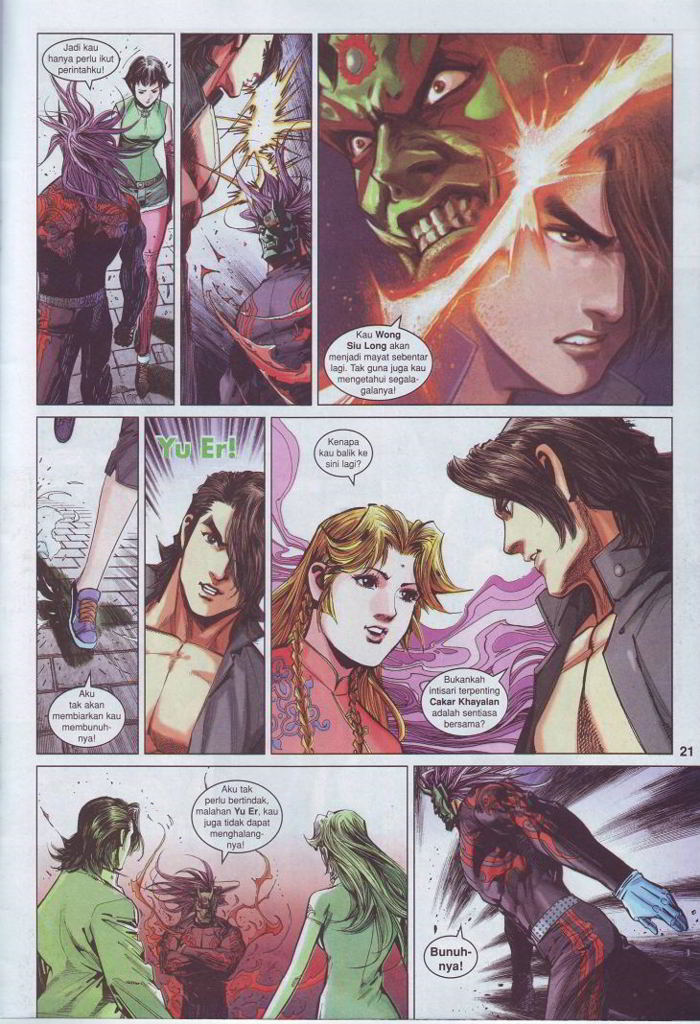 Jadi kau
hanya perlu ikut
perintahku!
Kau Wong
Siu Long akan
menjadi mayat sebentar
lagi. Tak guna juga kau
mengetahui segala-
galanya!
Aku
tak akan
membiarkan kau
membunuh-
nya!
Yu Er!
Kenapa
kau balik ke
sini lagi?
Bukankah
intisari terpenting
Cakar Khayalan
adalah sentiasa
bersama?
21
Aku tak
perlu bertindak,
malahan Yu Er, kau
juga tidak dapat
menghalang-
nya!
Bunuh-
nya!